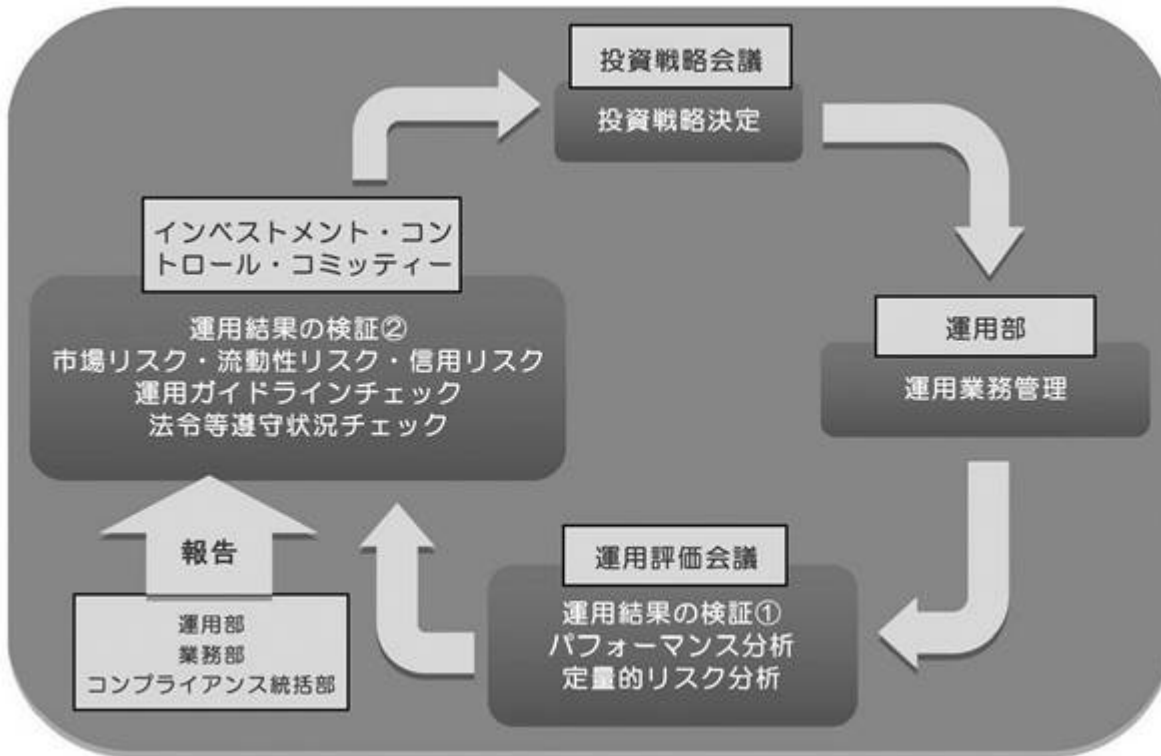 投資戦略会議
投資戦略決定
運用部
運用業務管理
運用評価会議
運用結果の検証①
パフォーマンス分析
定量的リスク分析
インベストメント・コン
トロール・コミッティー
運用結果の検証②
市場リスク・流動性リスク・信用リスク
運用ガイドラインチェック
法令等遵守状況チェック
報告
運用部
業務部
コンプライアンス統括部